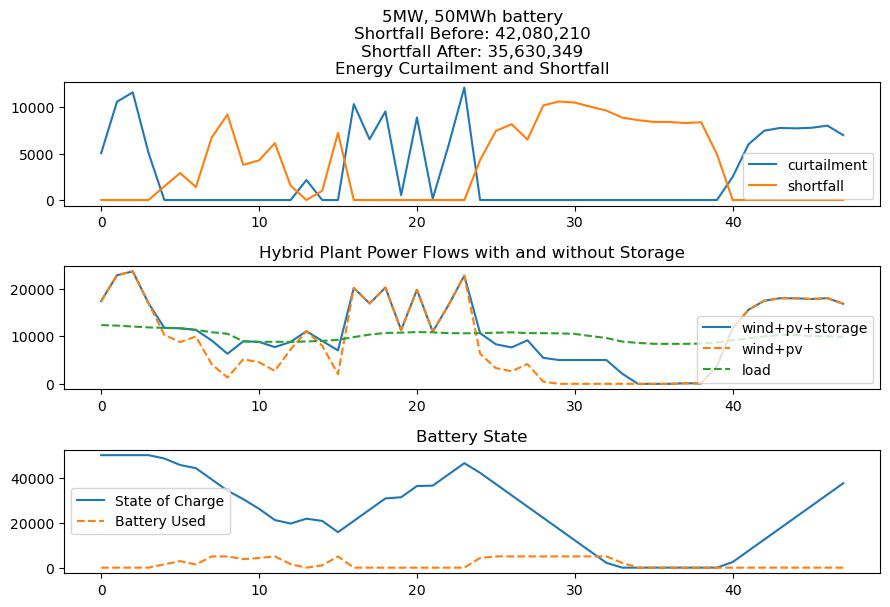 5MW, 50MWh battery
Shortfall Before: 42,080,210
Shortfall After: 35,630,349
Energy Curtailment and Shortfall
10000
5000
0
curtailment
shortfall
0 10 20 30 40
Hybrid Plant Power Flows with and without Storage
20000
10000
0
wind+pv+storage
wind+pv
load
0 10 20 30 40
Battery State
40000
20000
0
State of Charge
Battery Used
0 10 20 30 40